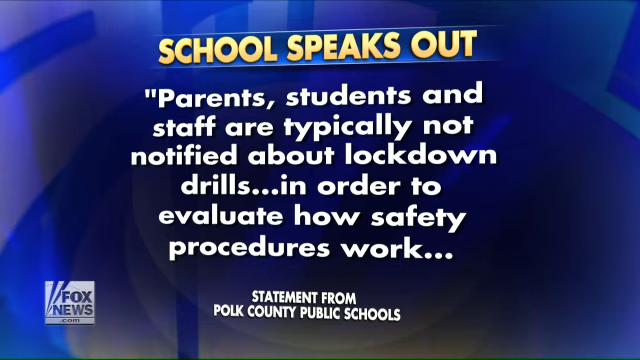 SCHOOL SPEAKS OUT
"Parents, students and
staff are typically not
notified about lockdown
drills...in order to
evaluate how safety
procedures work...
STATEMENT FROM
POLK COUNTY PUBLIC SCHOOLS
FOX
NEWS
.com